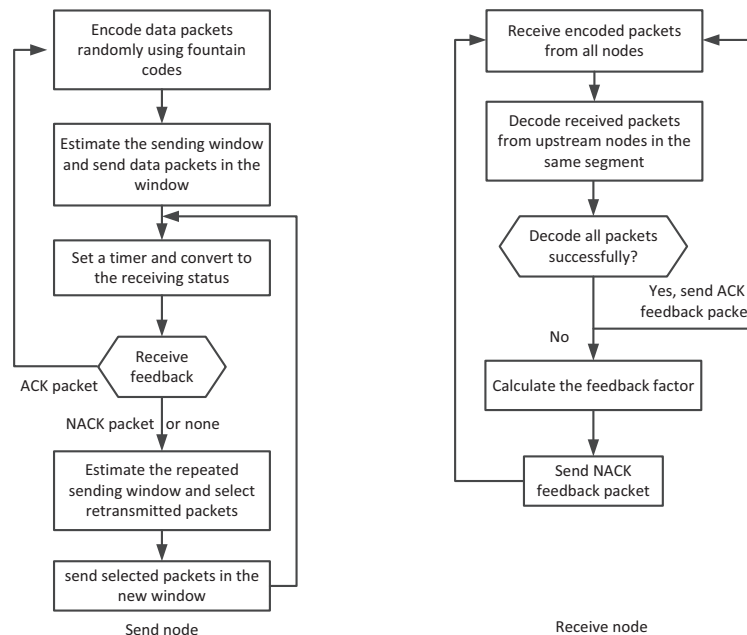 Encode data packets
randomly using fountain
codes
Estimate the sending window
and send data packets in the
window
Set a timer and convert to
the receiving status
Receive
feedback
ACK packet
NACK packet or none
Estimate the repeated
sending window and select
retransmitted packets
send selected packets in the
new window
Send node
Receive encoded packets
from all nodes
Decode received packets
from upstream nodes in the
same segment
Decode all packets
successfully?
Yes, send ACK
feedback packe
No
Calculate the feedback factor
Send NACK
feedback packet
Receive node